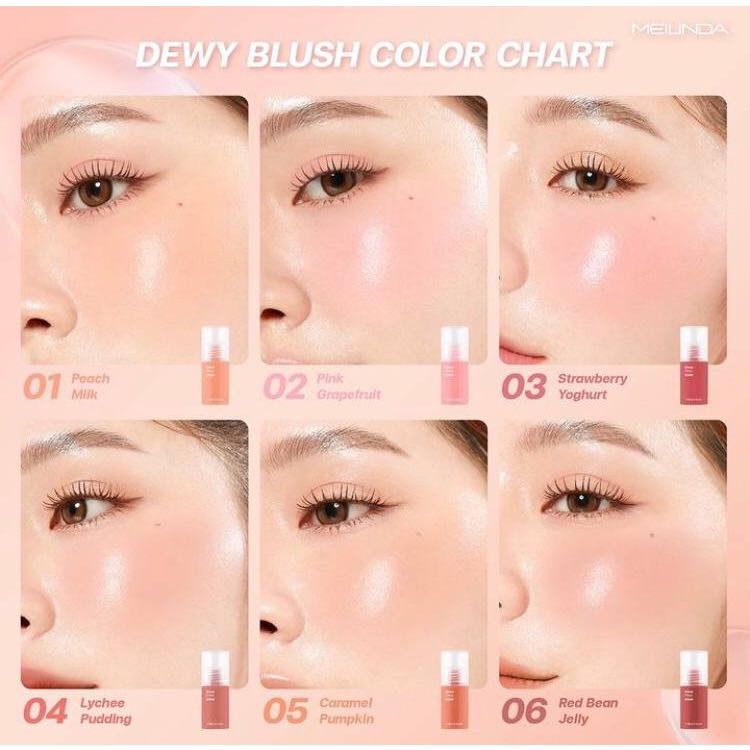 MEILINDA
DEWY BLUSH COLOR CHART
01 Peach
Milk
02 Pink
Grapefruit
03 Strawberry
Yoghurt
04 Lychee
Pudding
05 Caramel
Pumpkin
06 Red Bean
Jelly